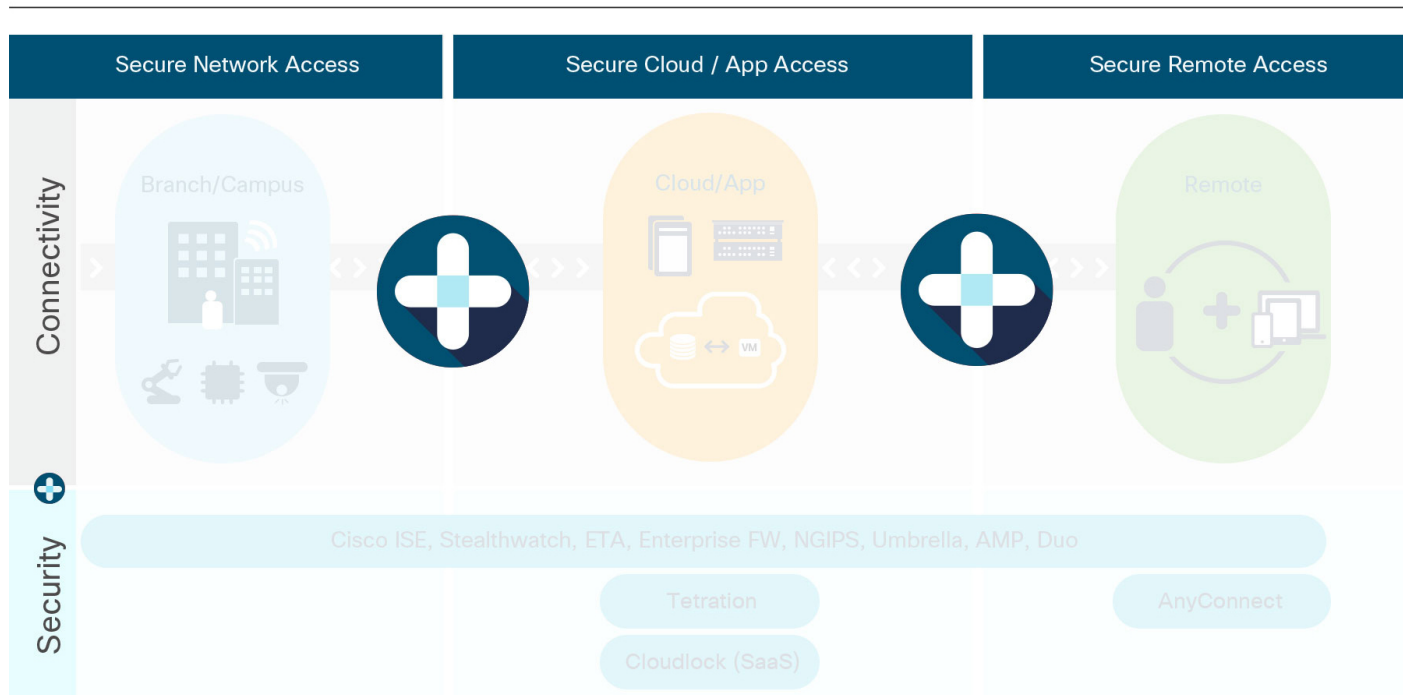 Secure Network Access
Secure Cloud / App Access
Secure Remote Access
Connectivity
Branch/Campus
Cloud/App
VM
Remote
Security
Cisco ISE, Stealthwatch, ETA, Enterprise FW, NGIPS, Umbrella, AMP, Duo
Tetration
AnyConnect
Cloudlock (SaaS)